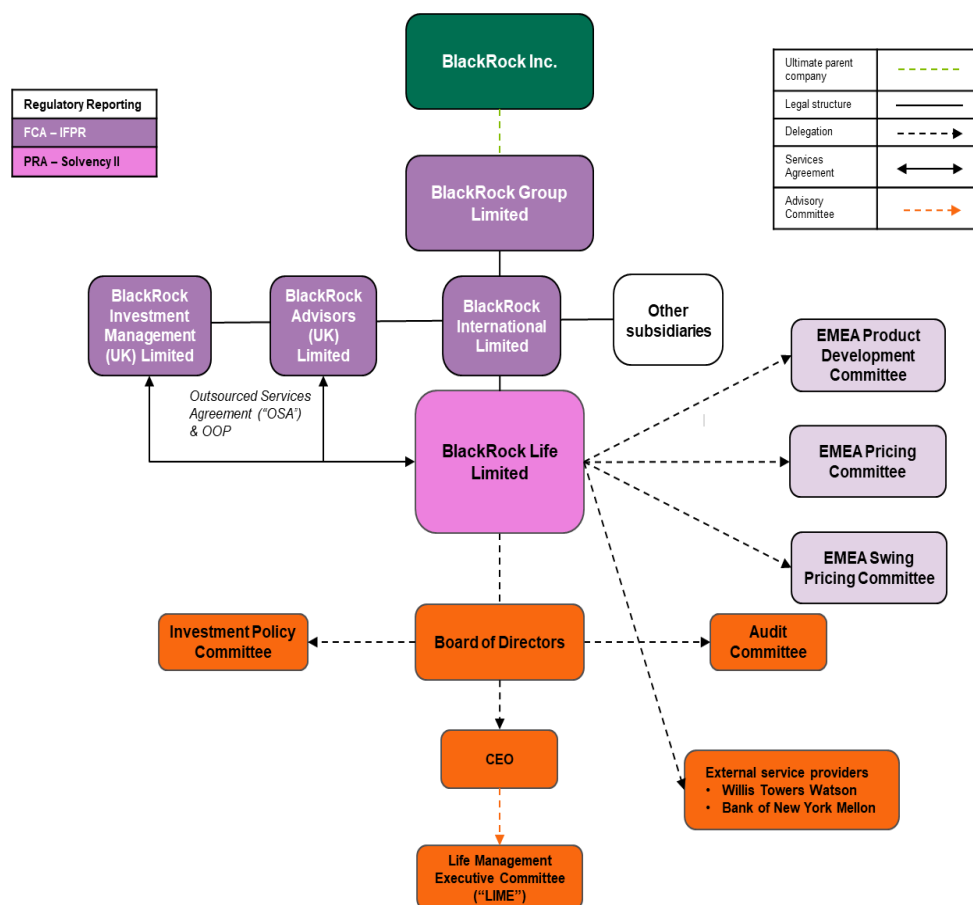 BlackRock Inc.
Regulatory Reporting
FCA – IFPR
PRA – Solvency II
Ultimate parent
company
Legal structure
Delegation
Services
Agreement
Advisory
Committee
BlackRock Group
Limited
BlackRock
Investment
Management
(UK) Limited
BlackRock
Advisors
(UK)
Limited
BlackRock
International
Limited
Other
subsidiaries
Outsourced Services
Agreement (“OSA”)
& OOP
BlackRock Life
Limited
EMEA Product
Development
Committee
EMEA Pricing
Committee
EMEA Swing
Pricing Committee
Investment Policy
Committee
Board of Directors
Audit
Committee
CEO
External service providers
• Willis Towers Watson
• Bank of New York Mellon
Life Management
Executive Committee
(“LIME”)